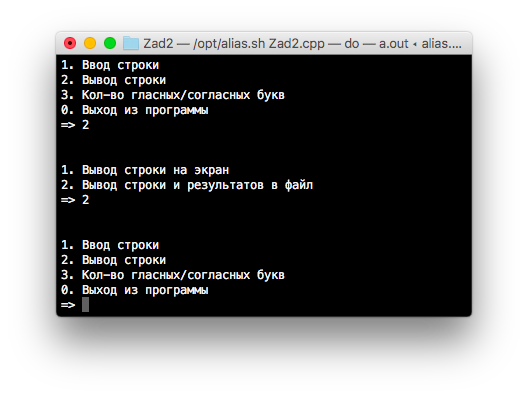 Zad2 — /opt/alias.sh Zad2.cpp — do — a.out ◂ alias....
1. Ввод строки
2. Вывод строки
3. Кол-во гласных/согласных букв
0. Выход из программы
=> 2
1. Вывод строки на экран
2. Вывод строки и результатов в файл
=> 2
1. Ввод строки
2. Вывод строки
3. Кол-во гласных/согласных букв
0. Выход из программы
=>